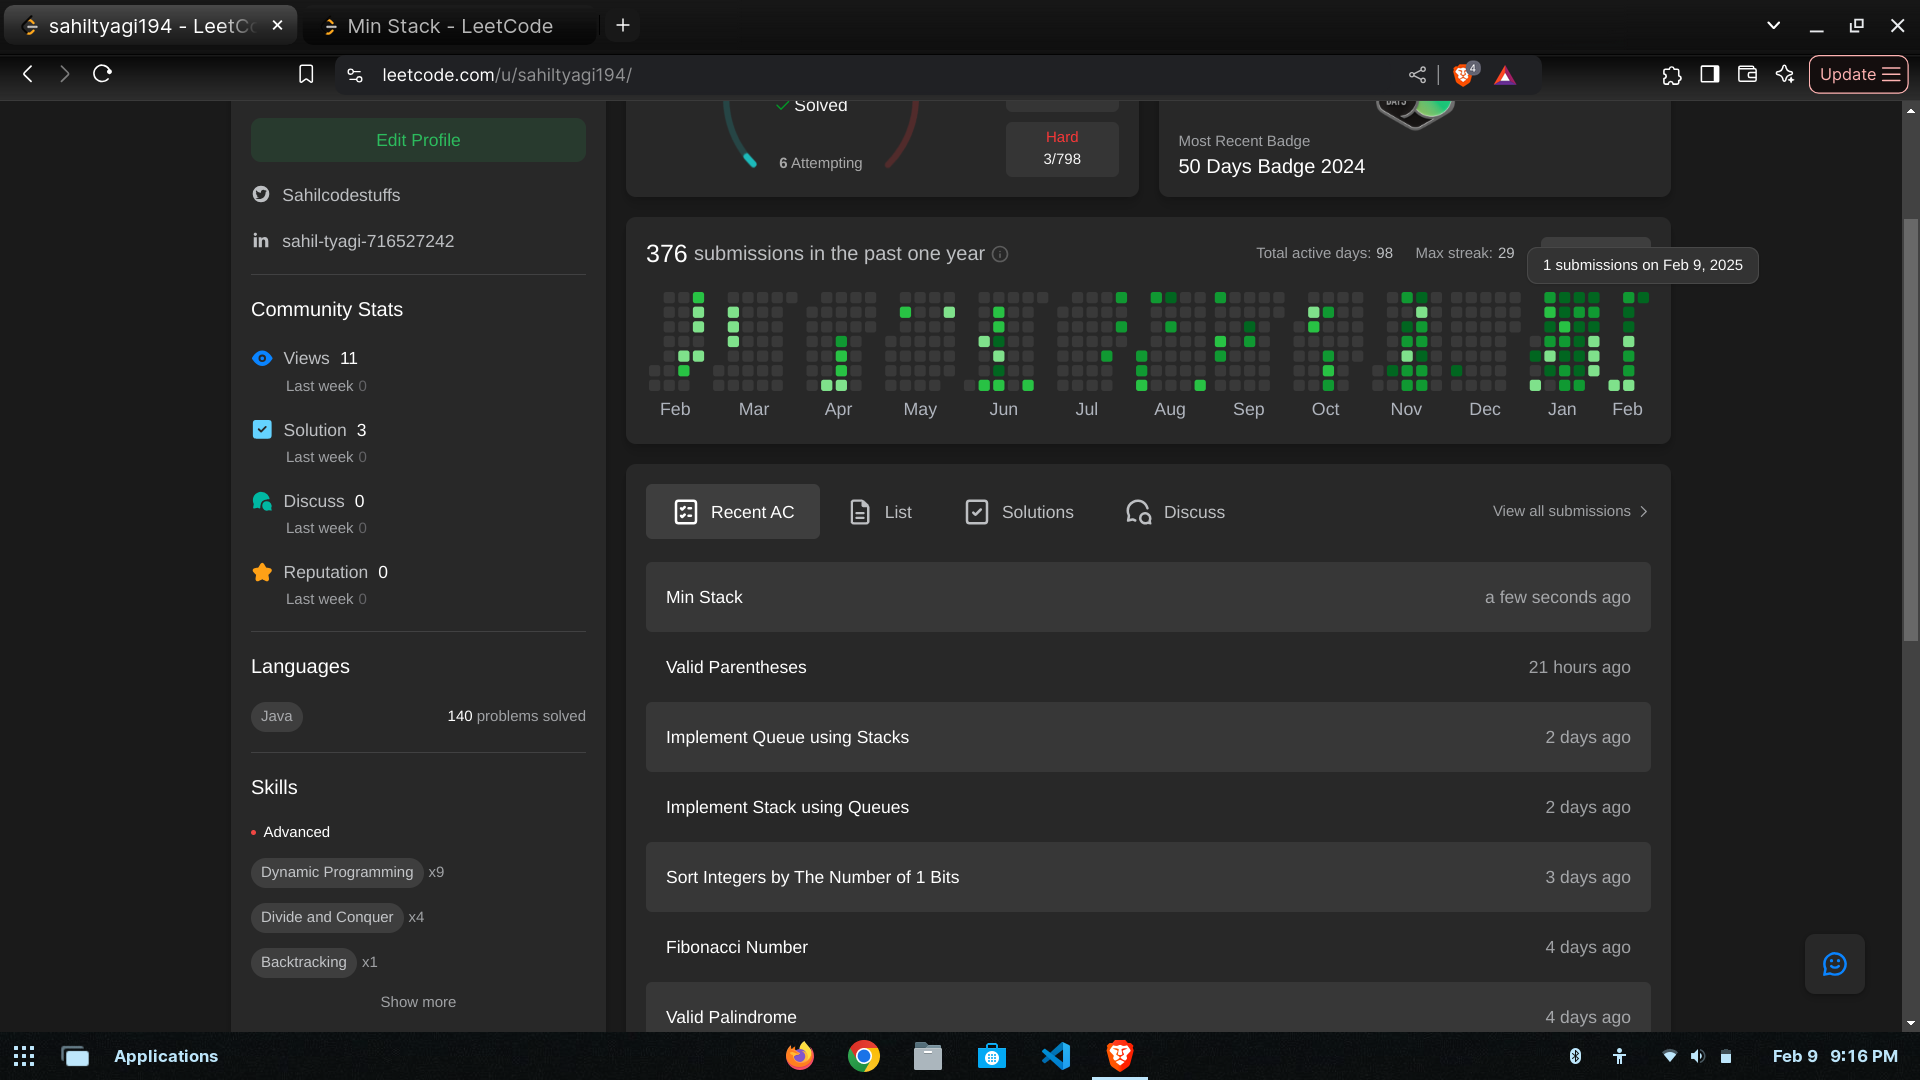 sahiltyagi194 - LeetCo
Min Stack - LeetCode
leetcode.com/u/sahiltyagi194/
4
Update
Edit Profile
Sahilcodestuffs
sahil-tyagi-716527242
Community Stats
Views 11
Last week 0
Solution 3
Last week 0
Discuss 0
Last week 0
Reputation 0
Last week 0
Languages
Java 140 problems solved
Skills
Advanced
Dynamic Programming x9
Divide and Conquer x4
Backtracking x1
Show more
Solved
6 Attempting
Hard
3/798
DAYS
Most Recent Badge
50 Days Badge 2024
376 submissions in the past one year
Total active days: 98 Max streak: 29
1 submissions on Feb 9, 2025
Feb Mar Apr May Jun Jul Aug Sep Oct Nov Dec Jan Feb
Recent AC List Solutions Discuss View all submissions
Min Stack a few seconds ago
Valid Parentheses 21 hours ago
Implement Queue using Stacks 2 days ago
Implement Stack using Queues 2 days ago
Sort Integers by The Number of 1 Bits 3 days ago
Fibonacci Number 4 days ago
Valid Palindrome 4 days ago
Applications
Feb 9 9:16 PM